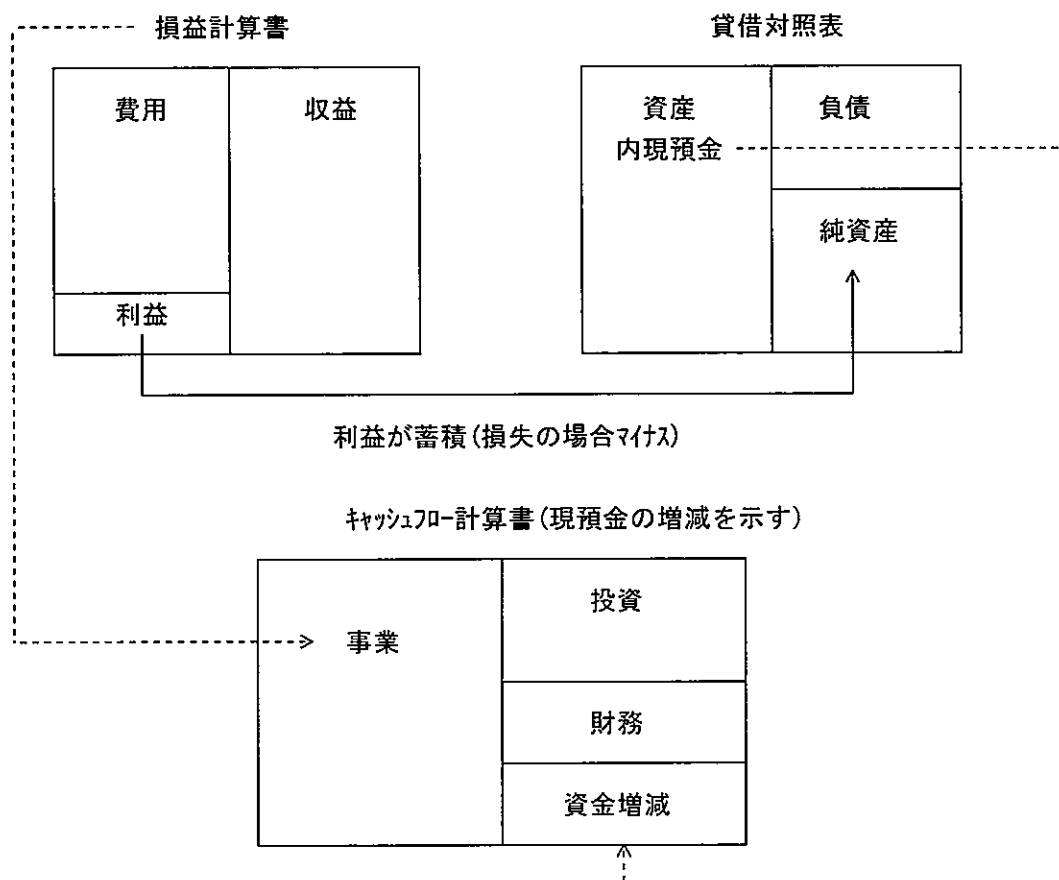 損益計算書
貸借対照表
費用
収益
利益
資産
内現預金
負債
純資産
利益が蓄積(損失の場合ﾏｲﾅｽ)
ｷｬｯｼｭﾌﾛｰ計算書(現預金の増減を示す)
事業
投資
財務
資金増減